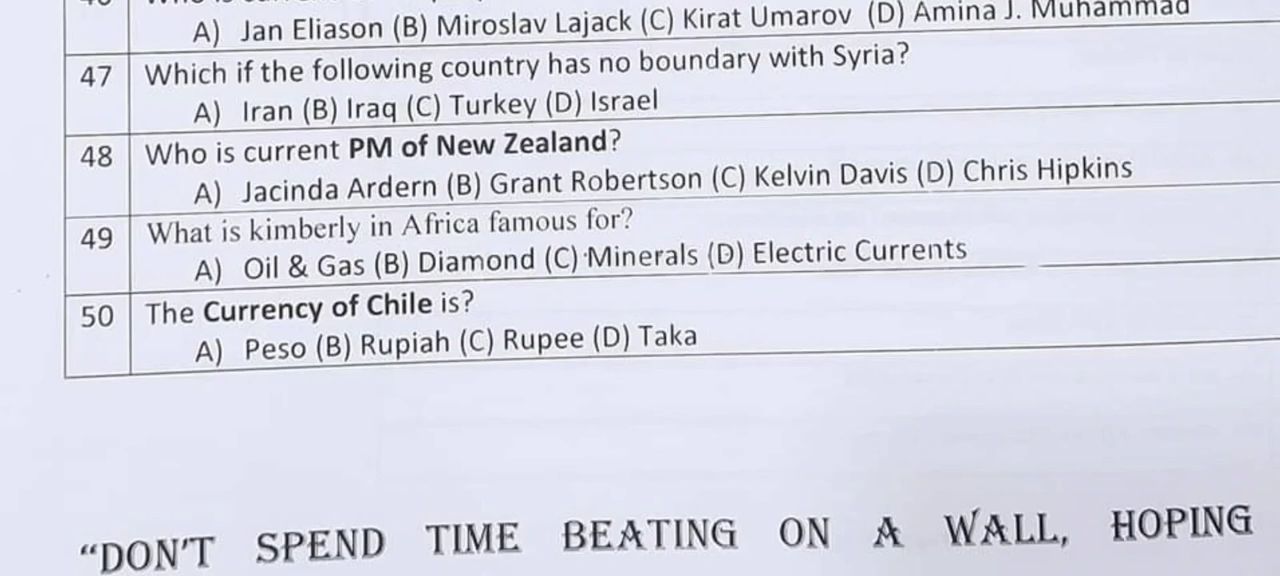 A) Jan Eliason (B) Miroslav Lajack (C) Kirat Umarov (D) Amina J. Muhammad
47 Which if the following country has no boundary with Syria?
A) Iran (B) Iraq (C) Turkey (D) Israel
48 Who is current PM of New Zealand?
A) Jacinda Ardern (B) Grant Robertson (C) Kelvin Davis (D) Chris Hipkins
49 What is kimberly in Africa famous for?
A) Oil & Gas (B) Diamond (C) Minerals (D) Electric Currents
50 The Currency of Chile is?
A) Peso (B) Rupiah (C) Rupee (D) Taka
“DON'T SPEND TIME BEATING ON A WALL, HOPING